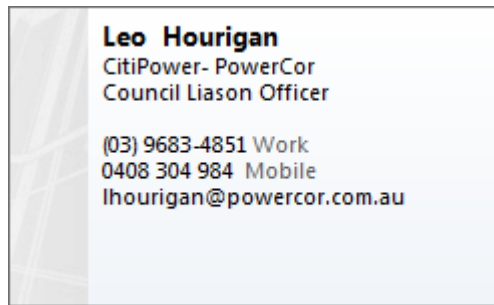 Leo Hourigan
CitiPower- PowerCor
Council Liason Officer
(03) 9683-4851 Work
0408 304 984 Mobile
lhourigan@powercor.com.au